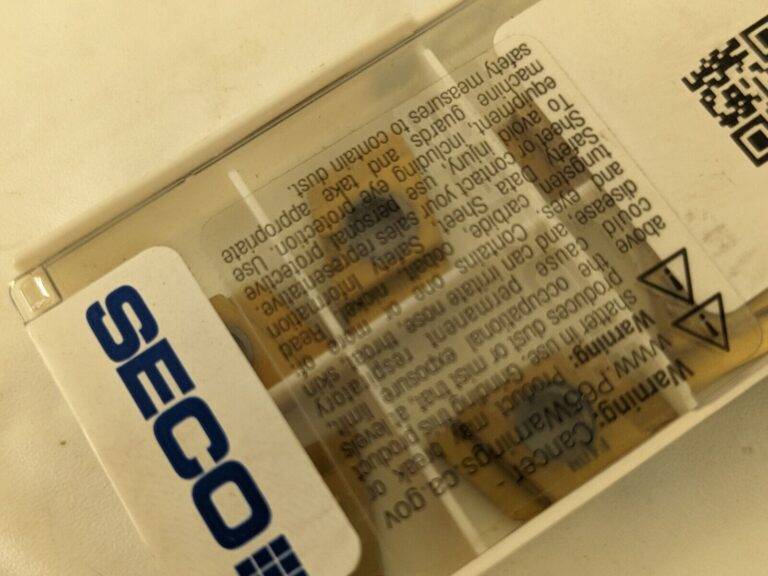 SECO
Warning: Cancer -
www.P65Warnings.ca.gov
Warning: Product may break or
shatter in use. Grinding this product
produces dust or mist that, at levels
above the occupational exposure limit,
could cause permanent respiratory
disease and can irritate nose, throat, skin
and eyes. Contains one or more of:
tungsten carbide, cobalt, nickel. Read
Safety Data Sheet, Safety Information
Sheet or contact your sales representative.
To avoid injury, use personal protective
equipment, including eye protection. Use
machine guards and take appropriate
safety measures to contain dust.